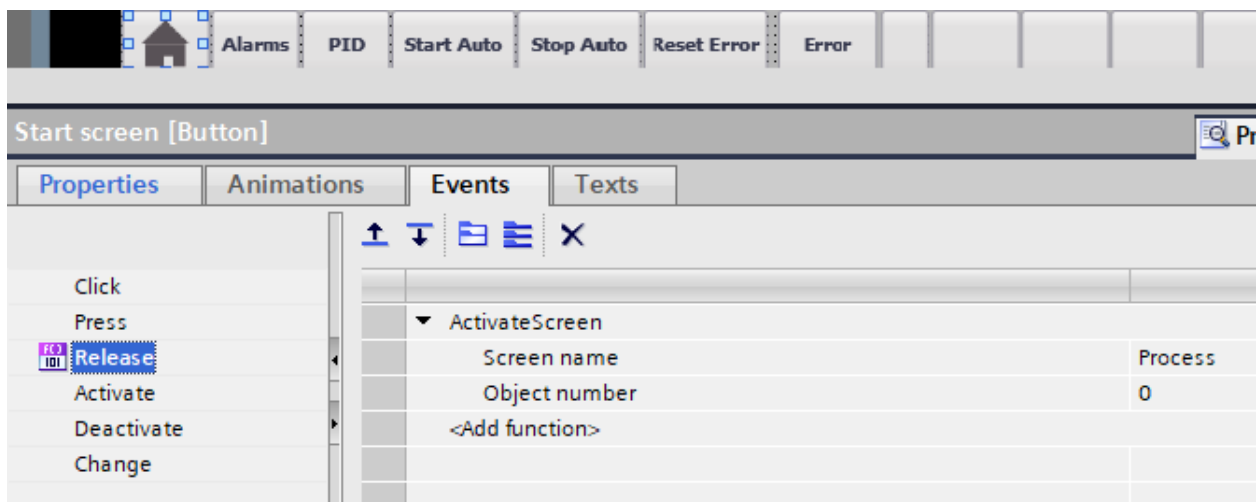 Alarms PID Start Auto Stop Auto Reset Error Error
Start screen [Button]
Pr
Properties Animations Events Texts
Click
Press
ActivateScreen
Release
Screen name Process
Activate
Object number 0
Deactivate
<Add function>
Change